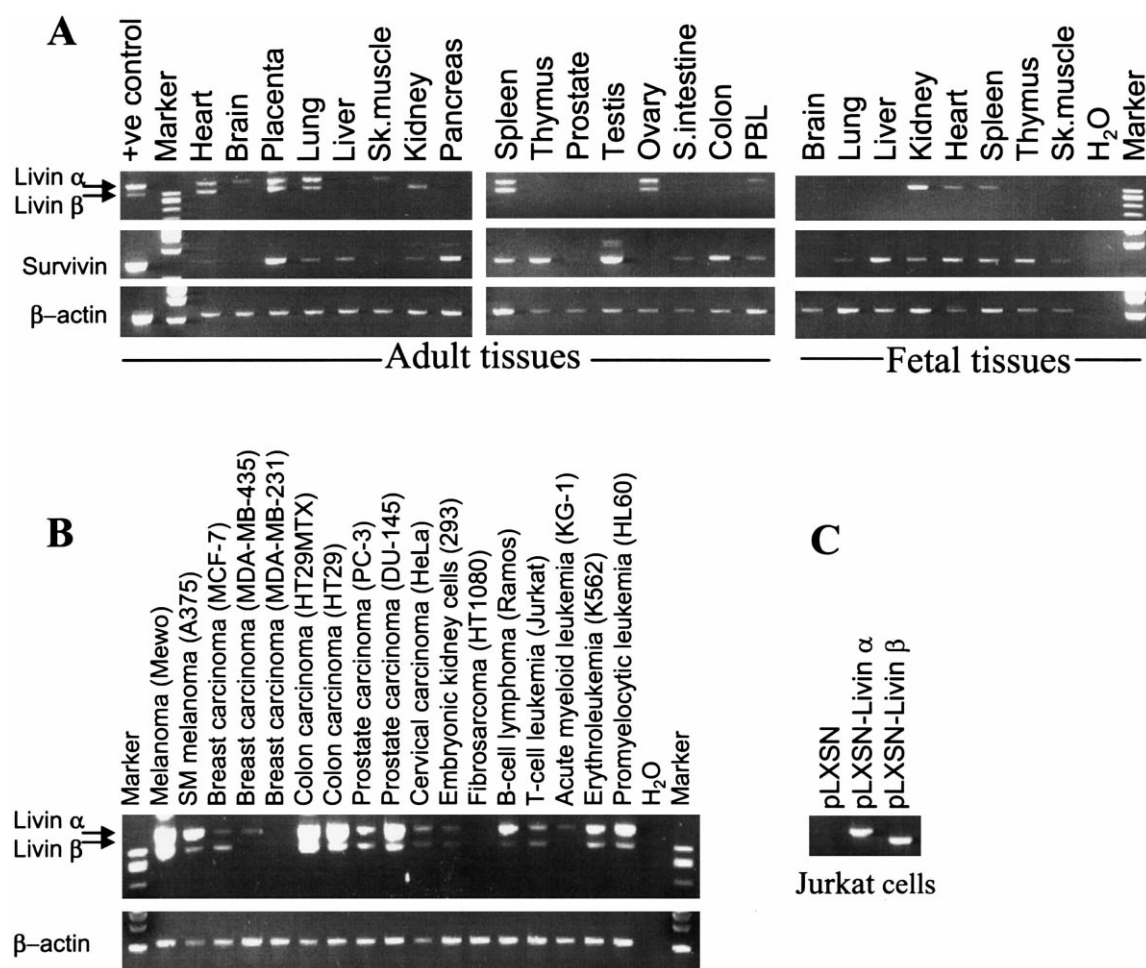 A
+ve control
Marker
Heart
Brain
Placenta
Lung
Liver
Sk.muscle
Kidney
Pancreas
Spleen
Thymus
Prostate
Testis
Ovary
S.intestine
Colon
PBL
Brain
Lung
Liver
Kidney
Heart
Spleen
Thymus
Sk.muscle
H₂O
Marker
Livin α
Livin β
Survivin
β–actin
Adult tissues
Fetal tissues
B
Marker
Melanoma (Mewo)
SM melanoma (A375)
Breast carcinoma (MCF-7)
Breast carcinoma (MDA-MB-435)
Breast carcinoma (MDA-MB-231)
Colon carcinoma (HT29MTX)
Colon carcinoma (HT29)
Prostate carcinoma (PC-3)
Prostate carcinoma (DU-145)
Cervical carcinoma (HeLa)
Embryonic kidney cells (293)
Fibrosarcoma (HT1080)
B-cell lymphoma (Ramos)
T-cell leukemia (Jurkat)
Acute myeloid leukemia (KG-1)
Erythroleukemia (K562)
Promyelocytic leukemia (HL60)
H₂O
Marker
Livin α
Livin β
β–actin
C
pLXSN
pLXSN-Livin α
pLXSN-Livin β
Jurkat cells